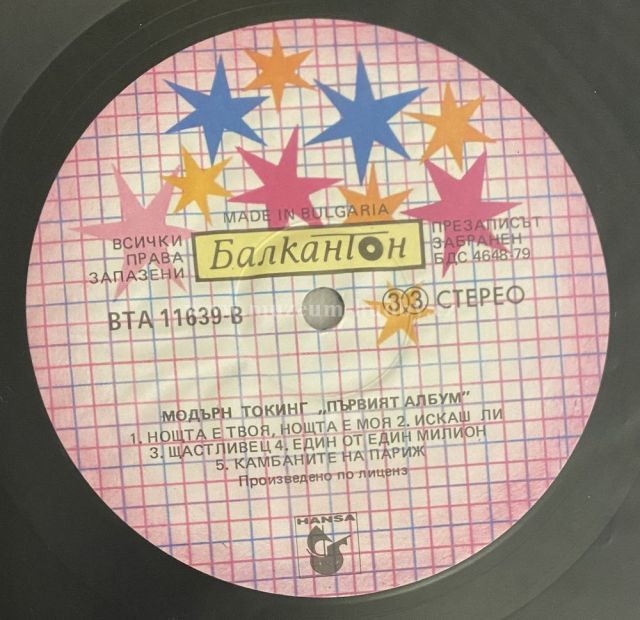 MADE IN BULGARIA
Балкантон
ВСИЧКИ
ПРАВА
ЗАПАЗЕНИ
ПРЕЗАПИСЪТ
ЗАБРАНЕН
БДС 4648-79
ВТА 11639-В
33 СТЕРЕО
МОДЪРН ТОКИНГ „ПЪРВИЯТ АЛБУМ"
1. НОЩТА Е ТВОЯ, НОЩТА Е МОЯ 2. ИСКАШ ЛИ
3. ЩАСТЛИВЕЦ 4. ЕДИН ОТ ЕДИН МИЛИОН
5. КАМБАНИТЕ НА ПАРИЖ
Произведено по лиценз
HANSA